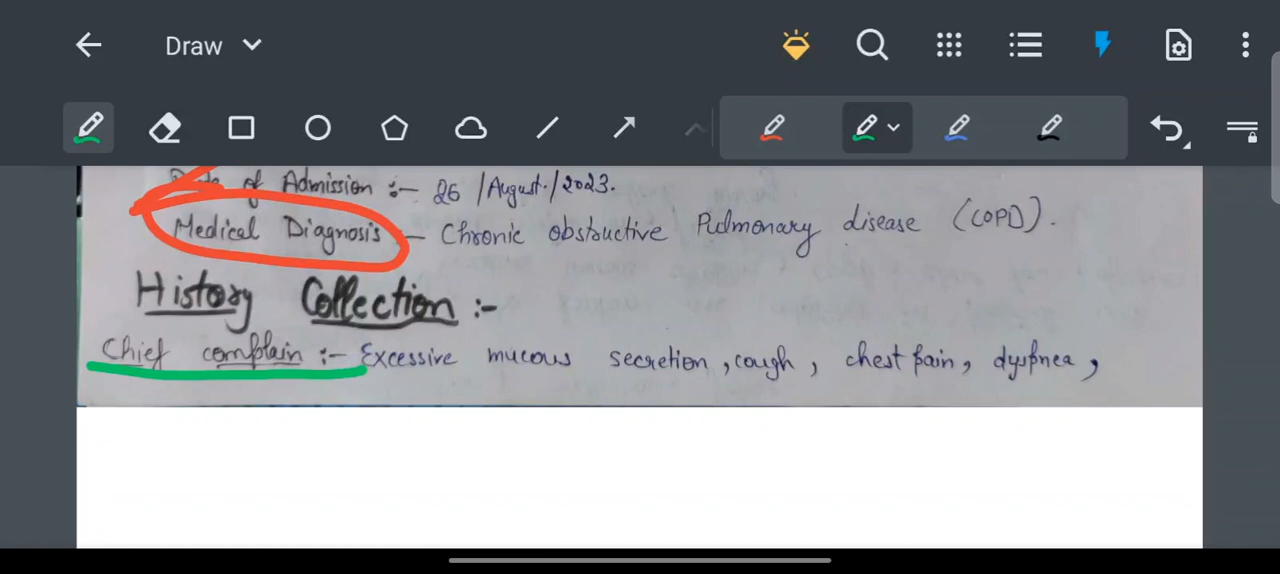 Draw
Date of Admission :- 26 /August./2023.
Medical Diagnosis :- Chronic obstructive Pulmonary disease (COPD).
History Collection :-
Chief complain :- Excessive mucous secretion, cough, chest pain, dyspnea,